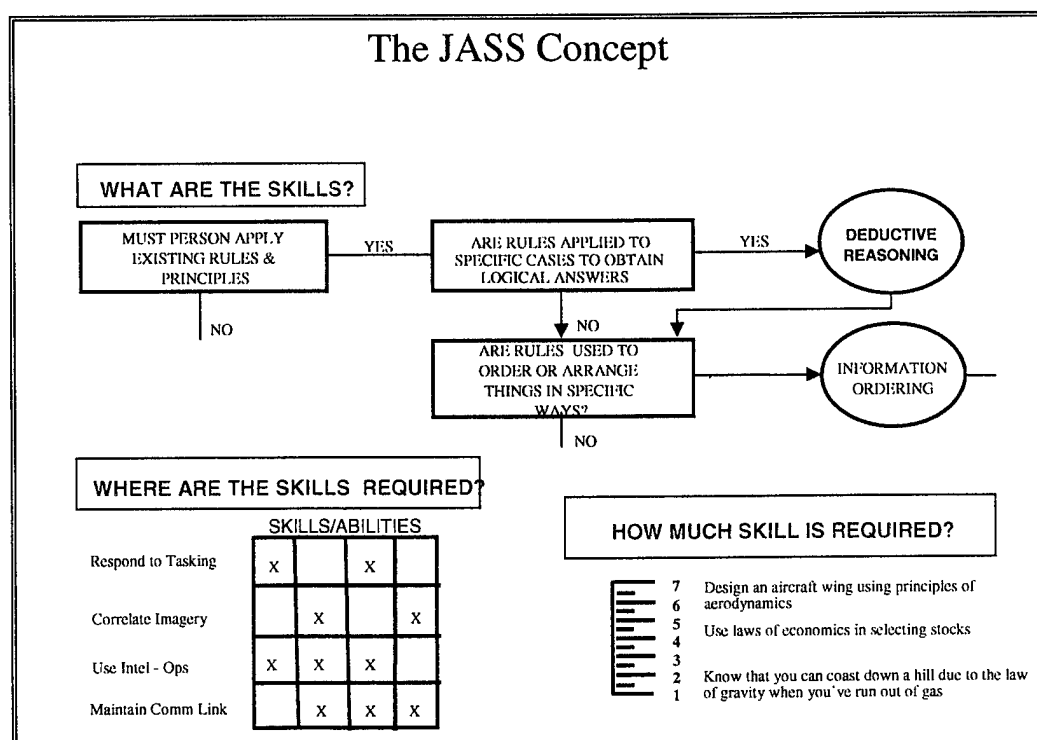 The JASS Concept
WHAT ARE THE SKILLS?
MUST PERSON APPLY
EXISTING RULES &
PRINCIPLES
YES
ARE RULES APPLIED TO
SPECIFIC CASES TO OBTAIN
LOGICAL ANSWERS
YES
DEDUCTIVE
REASONING
NO
NO
ARE RULES USED TO
ORDER OR ARRANGE
THINGS IN SPECIFIC
WAYS?
INFORMATION
ORDERING
NO
WHERE ARE THE SKILLS REQUIRED?
SKILLS/ABILITIES
Respond to Tasking
X X
Correlate Imagery
X X
Use Intel - Ops
X X X
Maintain Comm Link
X X X
HOW MUCH SKILL IS REQUIRED?
7 Design an aircraft wing using principles of
6 aerodynamics
5 Use laws of economics in selecting stocks
4
3
2 Know that you can coast down a hill due to the law
1 of gravity when you've run out of gas